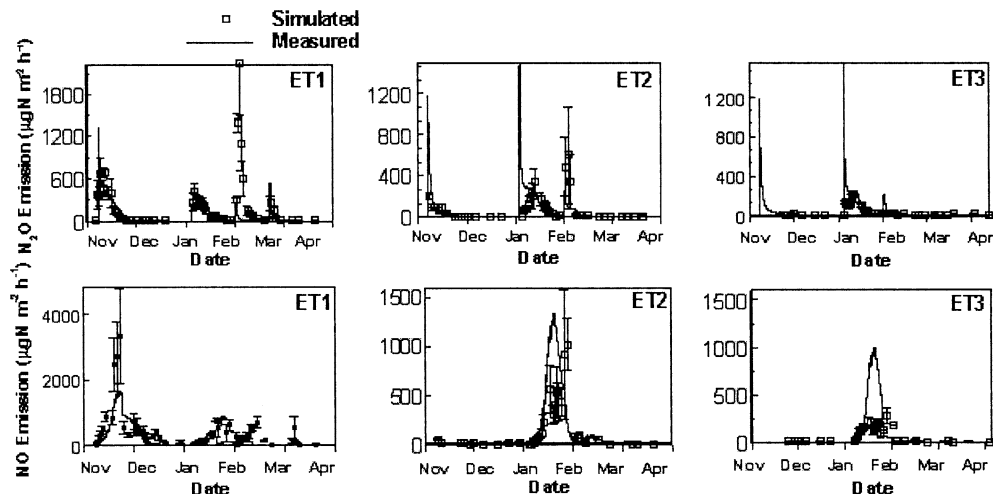 Simulated
Measured
N₂O Emission (µgN m⁻² h⁻¹)
ET1
1800
1200
600
0
Nov Dec Jan Feb Mar Apr
Date
ET2
1200
800
400
0
Nov Dec Jan Feb Mar Apr
Date
ET3
1200
800
400
0
Nov Dec Jan Feb Mar Apr
Date
NO Emission (µgN m⁻² h⁻¹)
ET1
4000
2000
0
Nov Dec Jan Feb Mar Apr
Date
ET2
1500
1000
500
0
Nov Dec Jan Feb Mar Apr
Date
ET3
1500
1000
500
0
Nov Dec Jan Feb Mar Apr
Date